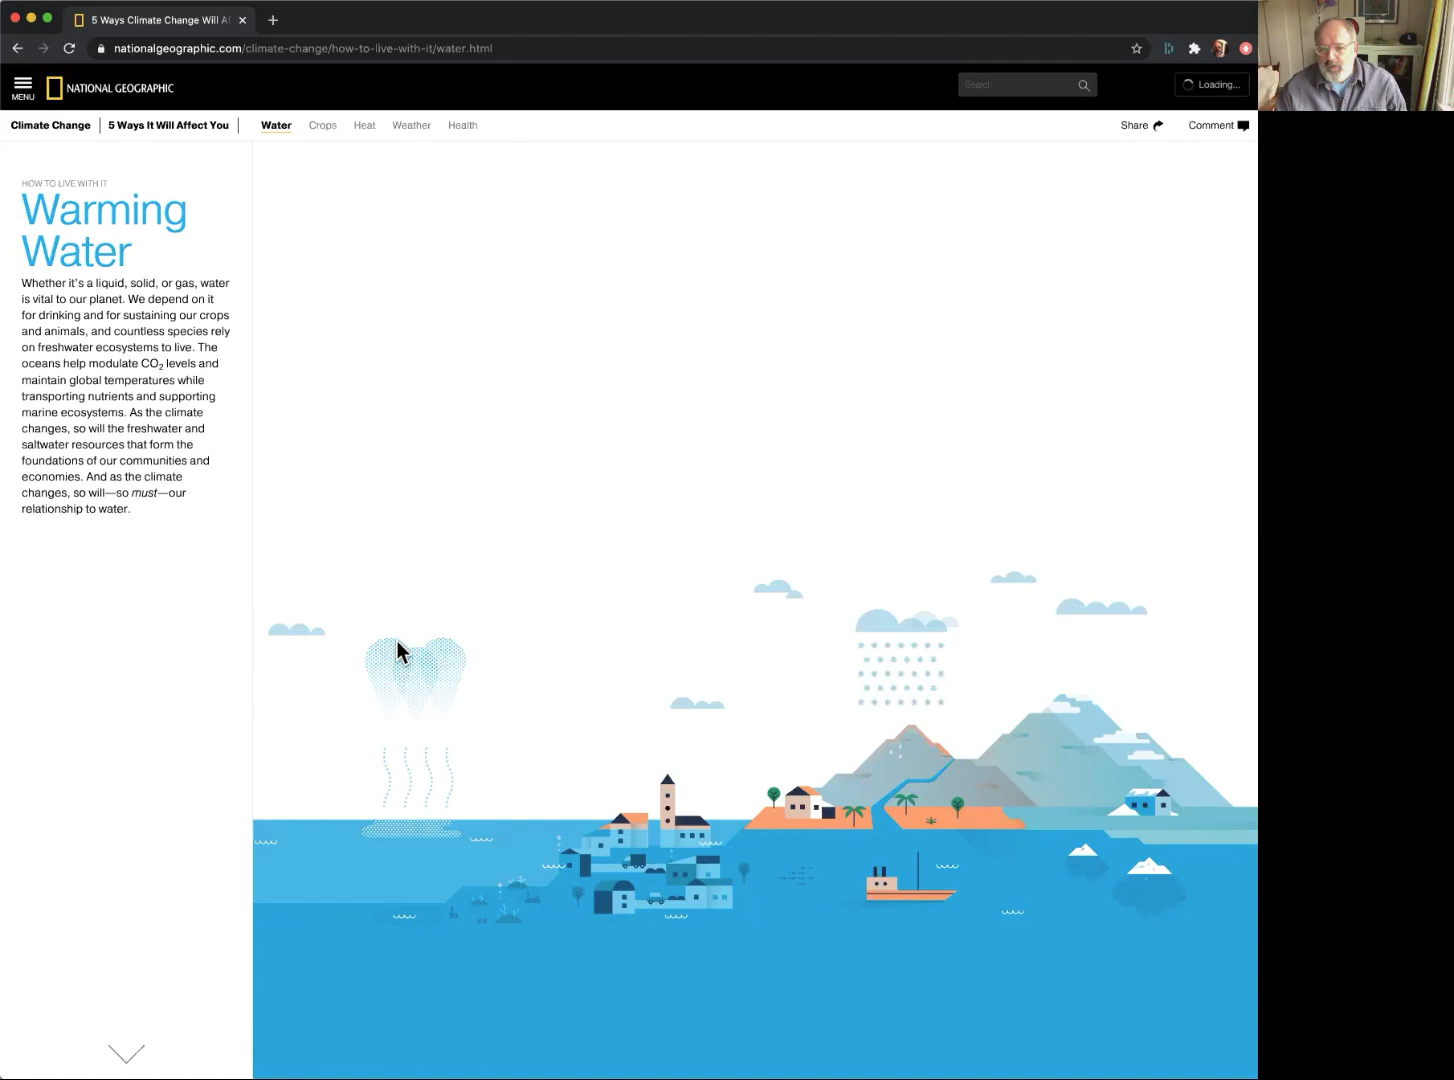 5 Ways Climate Change Will Af
nationalgeographic.com/climate-change/how-to-live-with-it/water.html
MENU
NATIONAL GEOGRAPHIC
Search
Loading...
Climate Change
5 Ways It Will Affect You
Water
Crops
Heat
Weather
Health
Share
Comment
HOW TO LIVE WITH IT
Warming
Water
Whether it's a liquid, solid, or gas, water
is vital to our planet. We depend on it
for drinking and for sustaining our crops
and animals, and countless species rely
on freshwater ecosystems to live. The
oceans help modulate CO2 levels and
maintain global temperatures while
transporting nutrients and supporting
marine ecosystems. As the climate
changes, so will the freshwater and
saltwater resources that form the
foundations of our communities and
economies. And as the climate
changes, so will—so must—our
relationship to water.